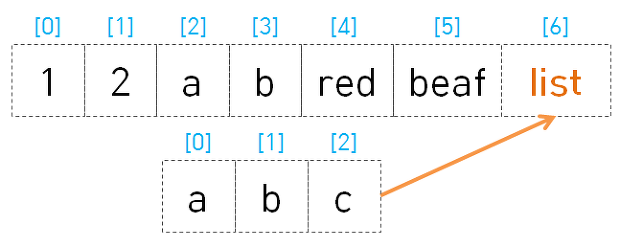 [0] [1] [2] [3] [4] [5] [6]
1 2 a b red beaf list
[0] [1] [2]
a b c